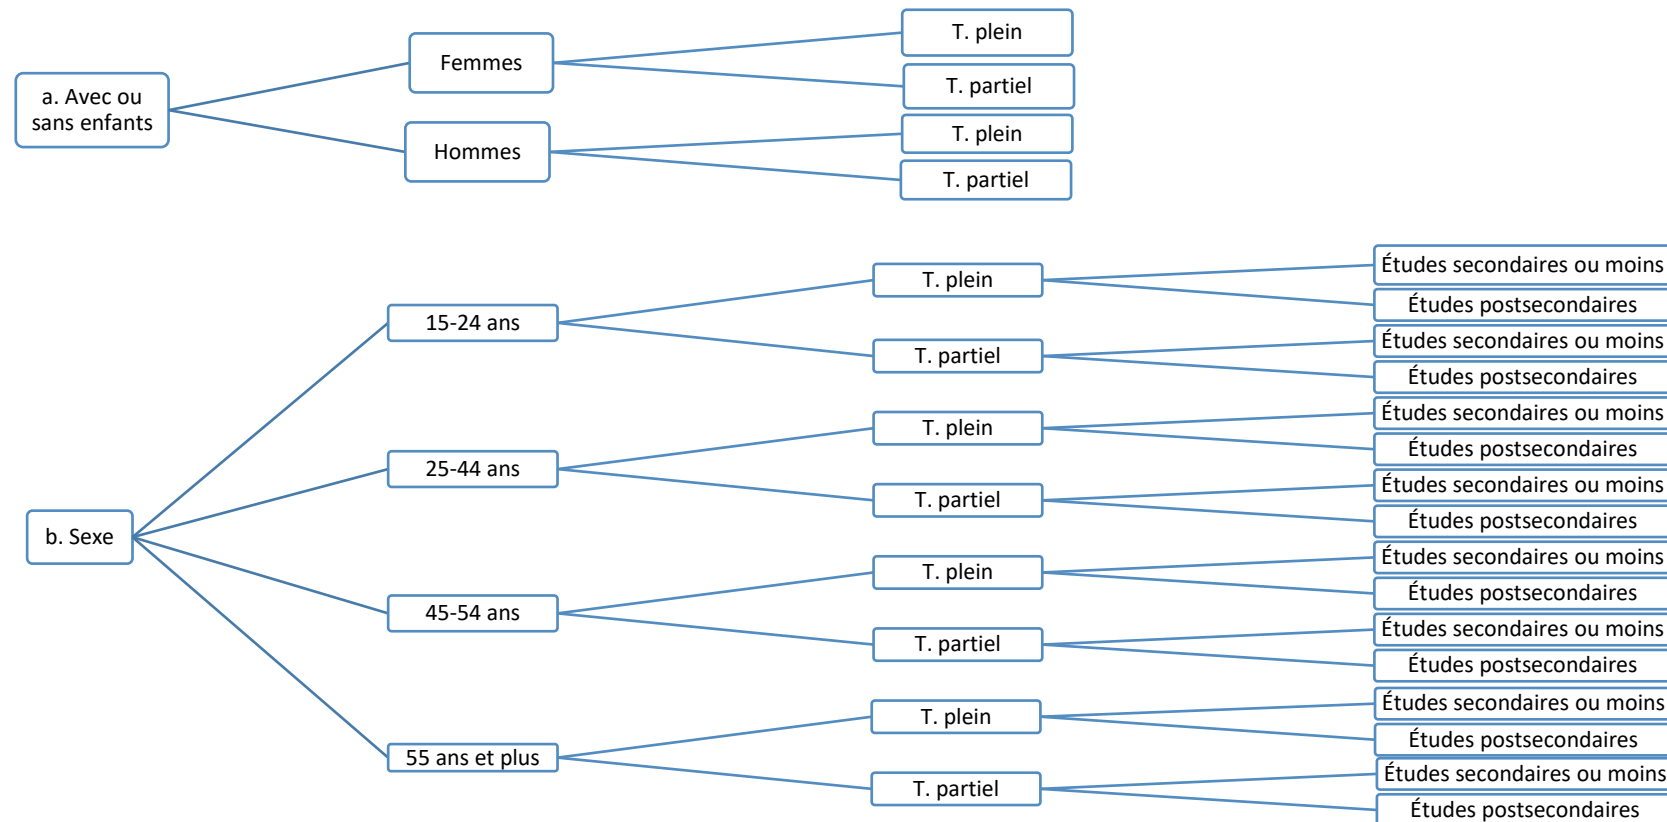 a. Avec ou
sans enfants
Femmes
T. plein
T. partiel
Hommes
T. plein
T. partiel
b. Sexe
15-24 ans
T. plein
Études secondaires ou moins
Études postsecondaires
T. partiel
Études secondaires ou moins
Études postsecondaires
25-44 ans
T. plein
Études secondaires ou moins
Études postsecondaires
T. partiel
Études secondaires ou moins
Études postsecondaires
45-54 ans
T. plein
Études secondaires ou moins
Études postsecondaires
T. partiel
Études secondaires ou moins
Études postsecondaires
55 ans et plus
T. plein
Études secondaires ou moins
Études postsecondaires
T. partiel
Études secondaires ou moins
Études postsecondaires